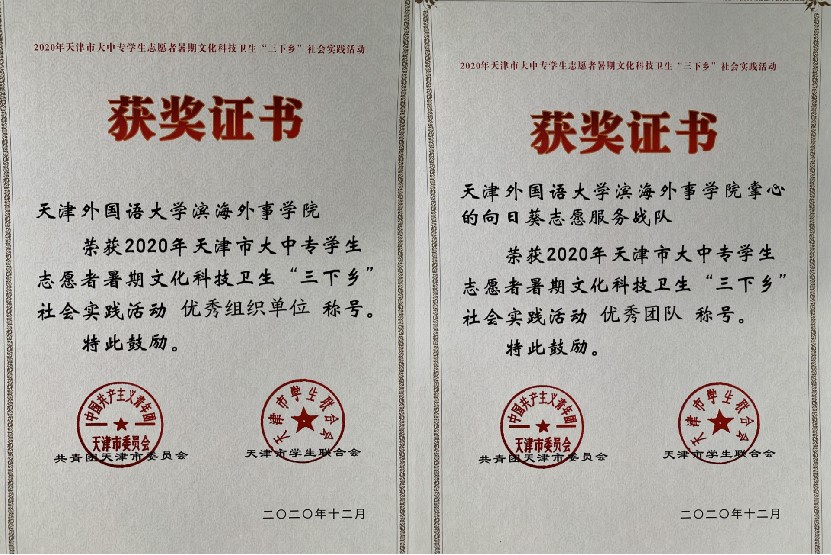 2020年天津市大中专学生志愿者暑期文化科技卫生“三下乡”社会实践活动
获奖证书
天津外国语大学滨海外事学院
荣获2020年天津市大中专学生
志愿者暑期文化科技卫生“三下乡”
社会实践活动 优秀组织单位 称号。
特此鼓励。
中国共产主义青年团
天津市委员会
天津市学生联合会
共青团天津市委员会
天津市学生联合会
二〇二〇年十二月
2020年天津市大中专学生志愿者暑期文化科技卫生“三下乡”社会实践活动
获奖证书
天津外国语大学滨海外事学院掌心
的向日葵志愿服务战队
荣获2020年天津市大中专学生
志愿者暑期文化科技卫生“三下乡”
社会实践活动 优秀团队 称号。
特此鼓励。
中国共产主义青年团
天津市委员会
天津市学生联合会
共青团天津市委员会
天津市学生联合会
二〇二〇年十二月